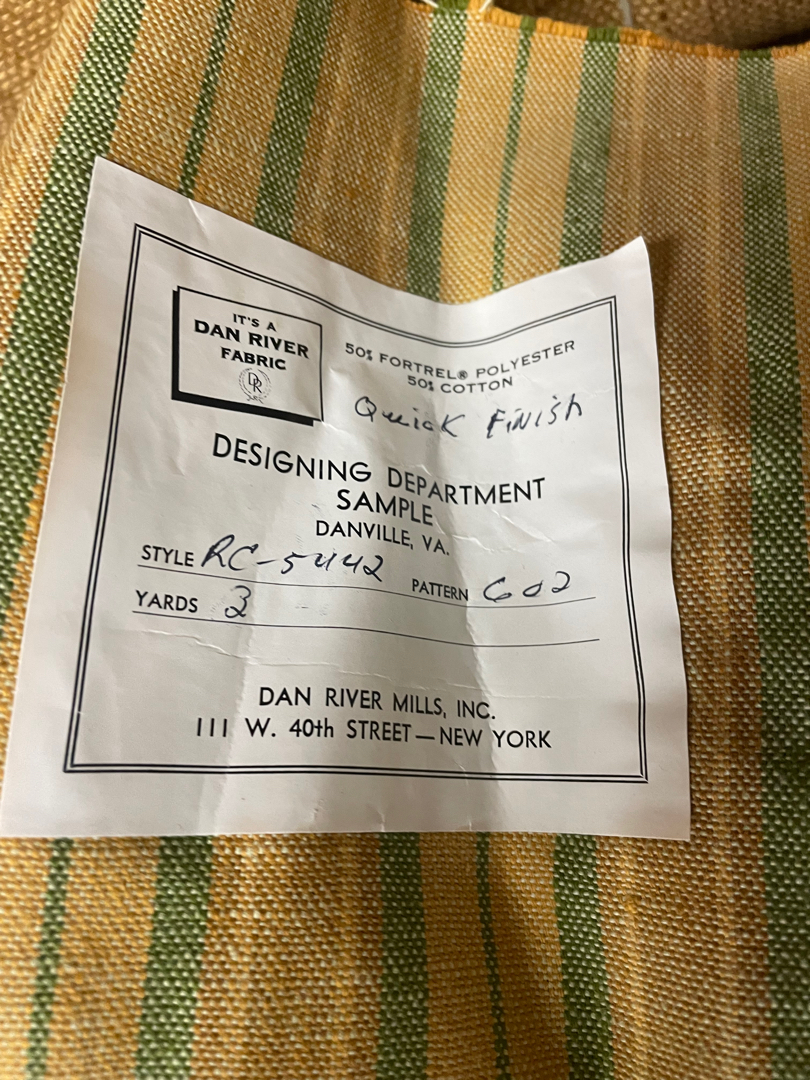 IT'S A
DAN RIVER
FABRIC
DR
50% FORTREL® POLYESTER
50% COTTON
Quick Finish
DESIGNING DEPARTMENT
SAMPLE
DANVILLE, VA.
STYLE RC-5442 PATTERN 602
YARDS 3
DAN RIVER MILLS, INC.
111 W. 40th STREET—NEW YORK